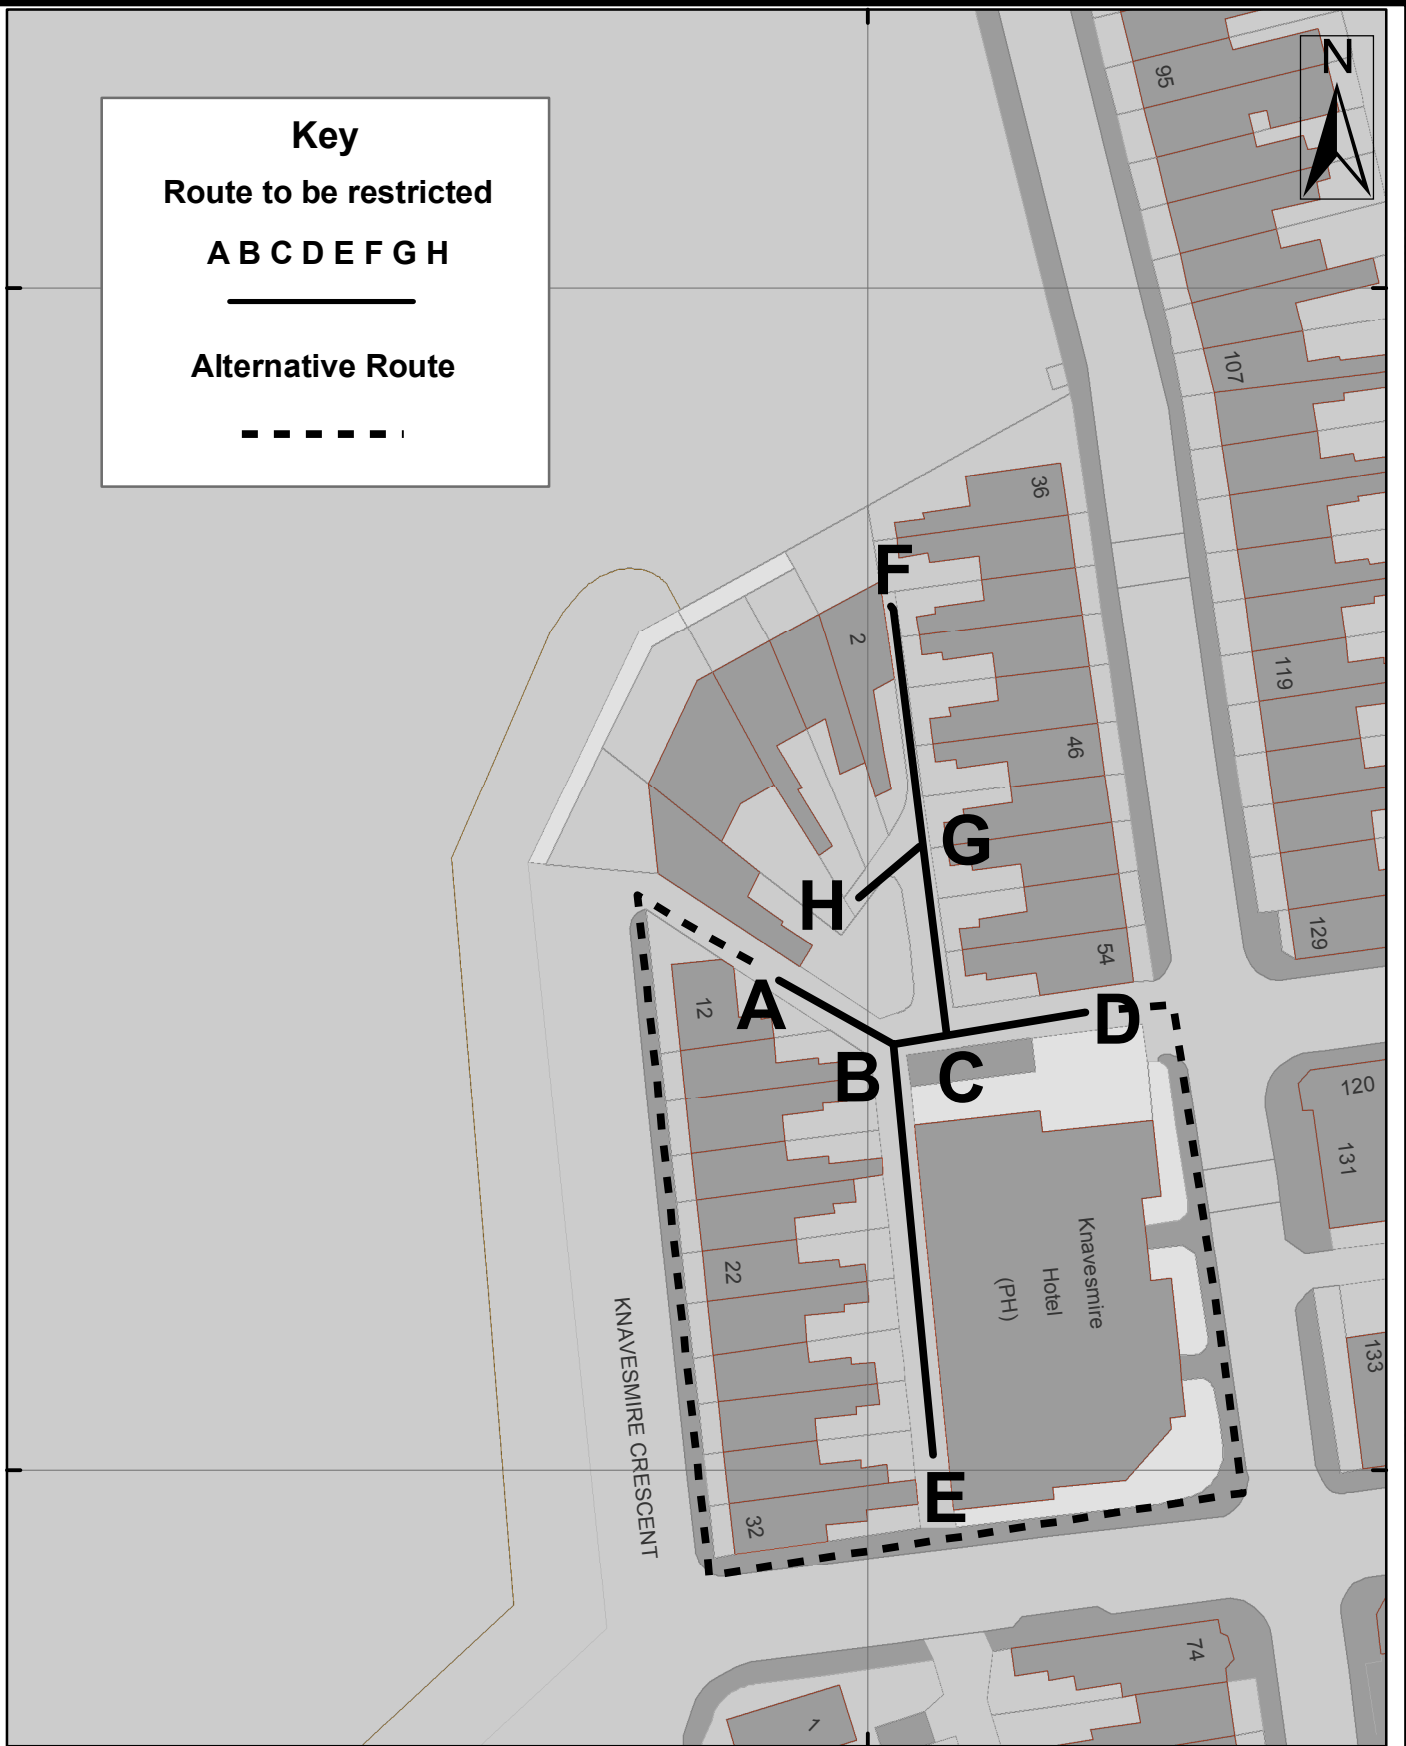 Key
Route to be restricted
A B C D E F G H
Alternative Route
N
95
107
36
F
2
119
46
G
H
129
54
12
A
D
B
C
120
131
Knavesmire
Hotel
(PH)
22
KNAVESMIRE CRESCENT
133
E
32
74
1